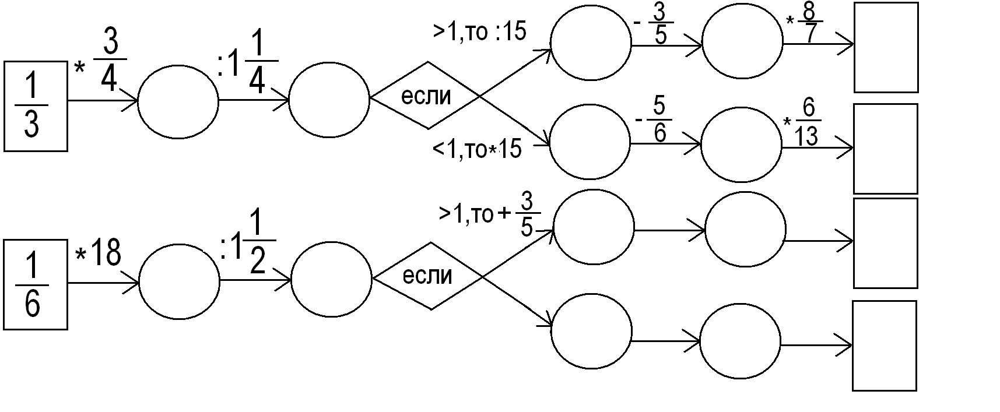 1/3
* 3/4
:1 1/4
если
>1,то :15
- 3/5
* 8/7
<1,то*15
- 5/6
* 6/13
1/6
*18
:1 1/2
если
>1,то+ 3/5